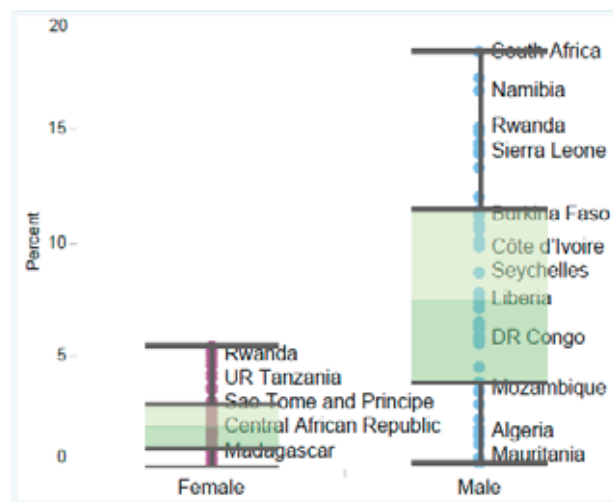 20
South Africa
Namibia
15
Rwanda
Sierra Leone
Burkina Faso
10
Côte d'Ivoire
Seychelles
Percent
Liberia
DR Congo
5
Rwanda
UR Tanzania
Mozambique
Sao Tome and Principe
Central African Republic
Algeria
Madagascar
Mauritania
0
Female
Male